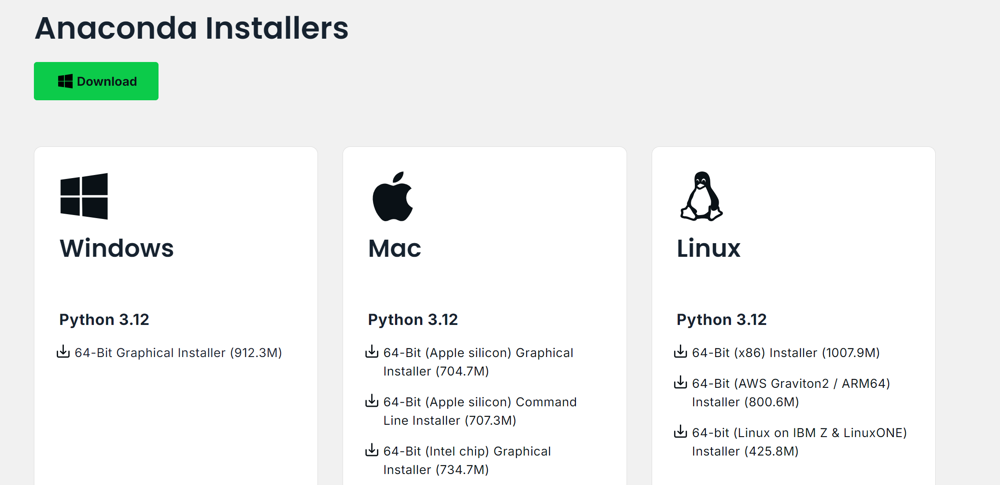 Anaconda Installers
Download
Windows
Python 3.12
64-Bit Graphical Installer (912.3M)
Mac
Python 3.12
64-Bit (Apple silicon) Graphical
Installer (704.7M)
64-Bit (Apple silicon) Command
Line Installer (707.3M)
64-Bit (Intel chip) Graphical
Installer (734.7M)
Linux
Python 3.12
64-Bit (x86) Installer (1007.9M)
64-Bit (AWS Graviton2 / ARM64)
Installer (800.6M)
64-bit (Linux on IBM Z & LinuxONE)
Installer (425.8M)